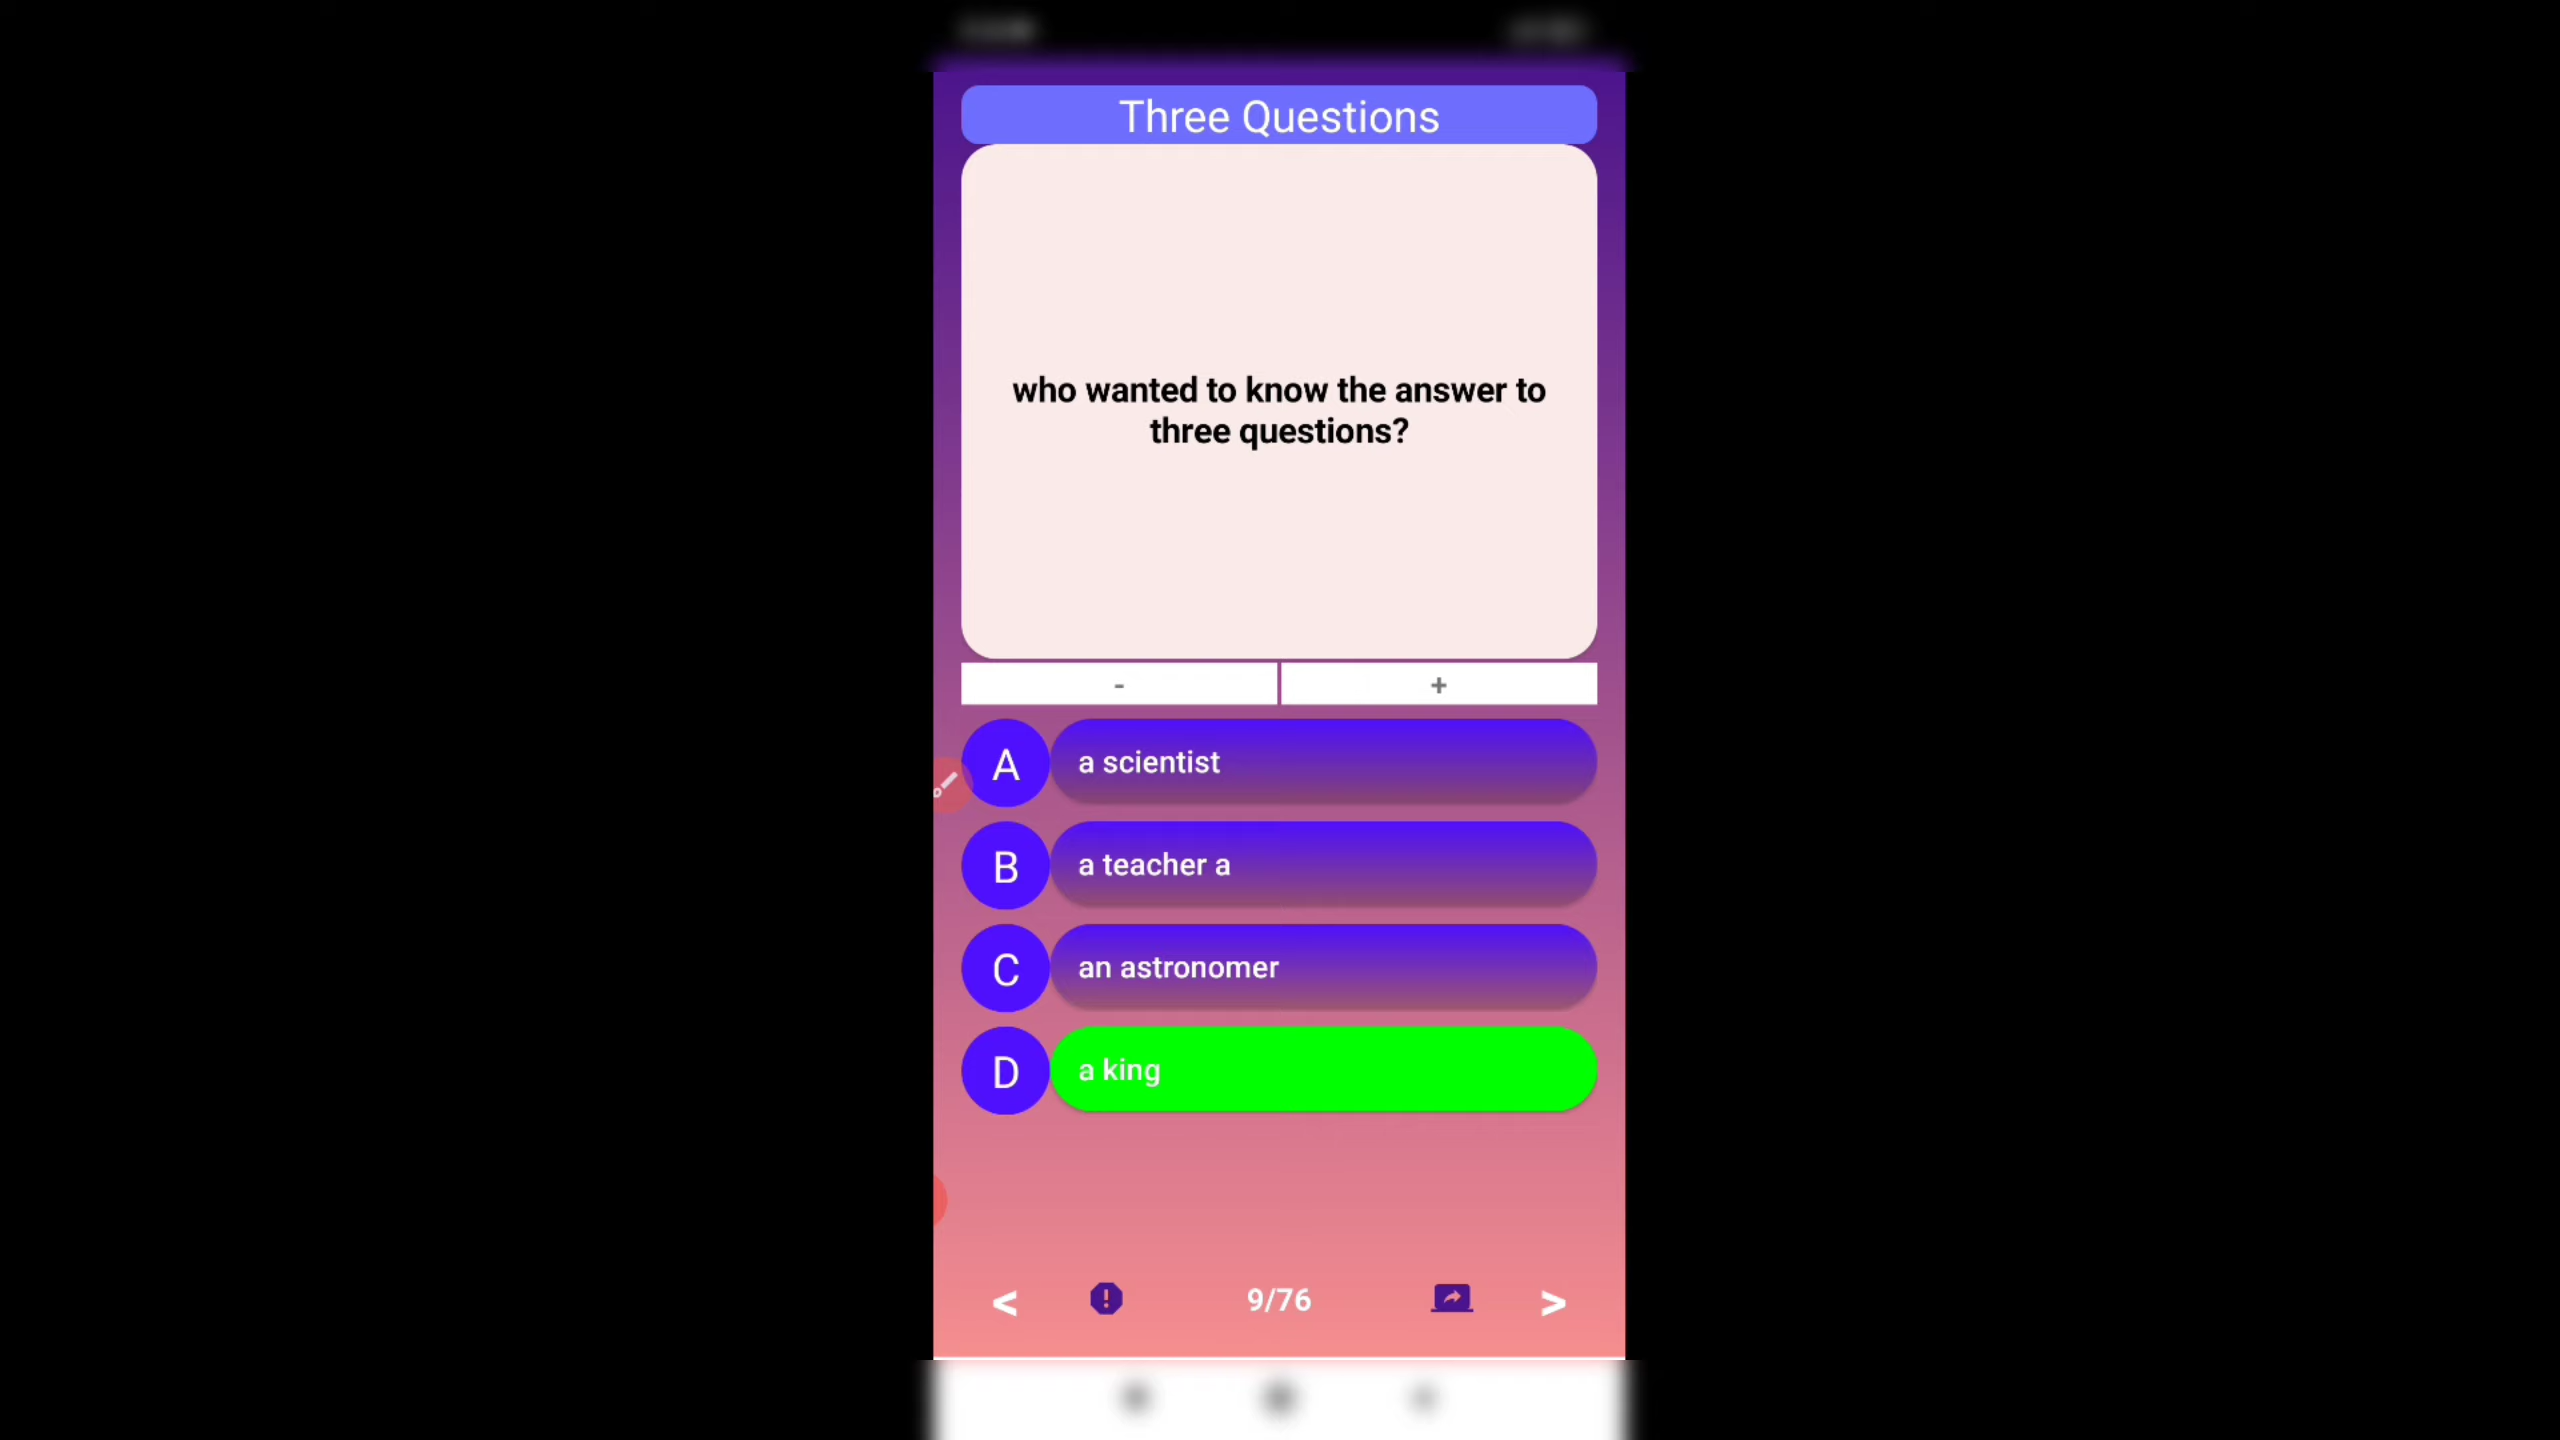 Three Questions
who wanted to know the answer to
three questions?
- +
A a scientist
B a teacher a
C an astronomer
D a king
< 9/76 >